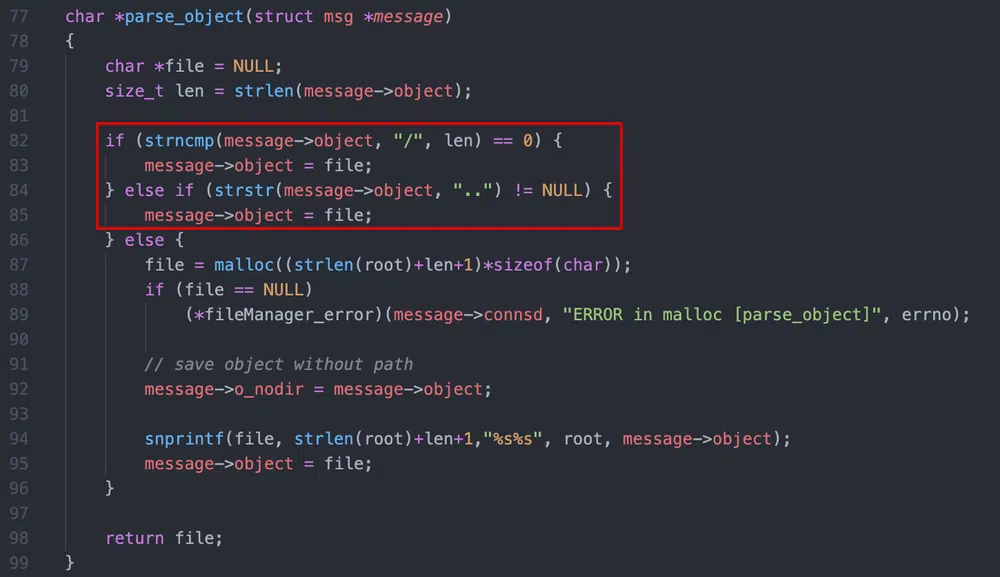 77 char *parse_object(struct msg *message)
78 {
79     char *file = NULL;
80     size_t len = strlen(message->object);
81
82     if (strncmp(message->object, "/", len) == 0) {
83         message->object = file;
84     } else if (strstr(message->object, "..") != NULL) {
85         message->object = file;
86     } else {
87         file = malloc((strlen(root)+len+1)*sizeof(char));
88         if (file == NULL)
89             (*fileManager_error)(message->connsd, "ERROR in malloc [parse_object]", errno);
90
91         // save object without path
92         message->o_nodir = message->object;
93
94         snprintf(file, strlen(root)+len+1,"%s%s", root, message->object);
95         message->object = file;
96     }
97
98     return file;
99 }